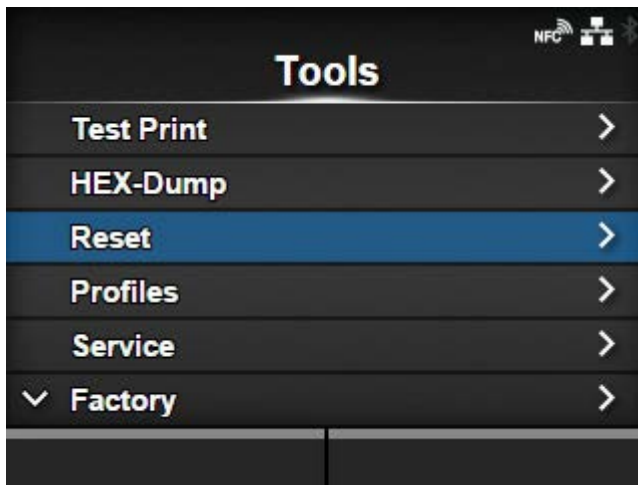 NFC
Tools
Test Print
HEX-Dump
Reset
Profiles
Service
Factory